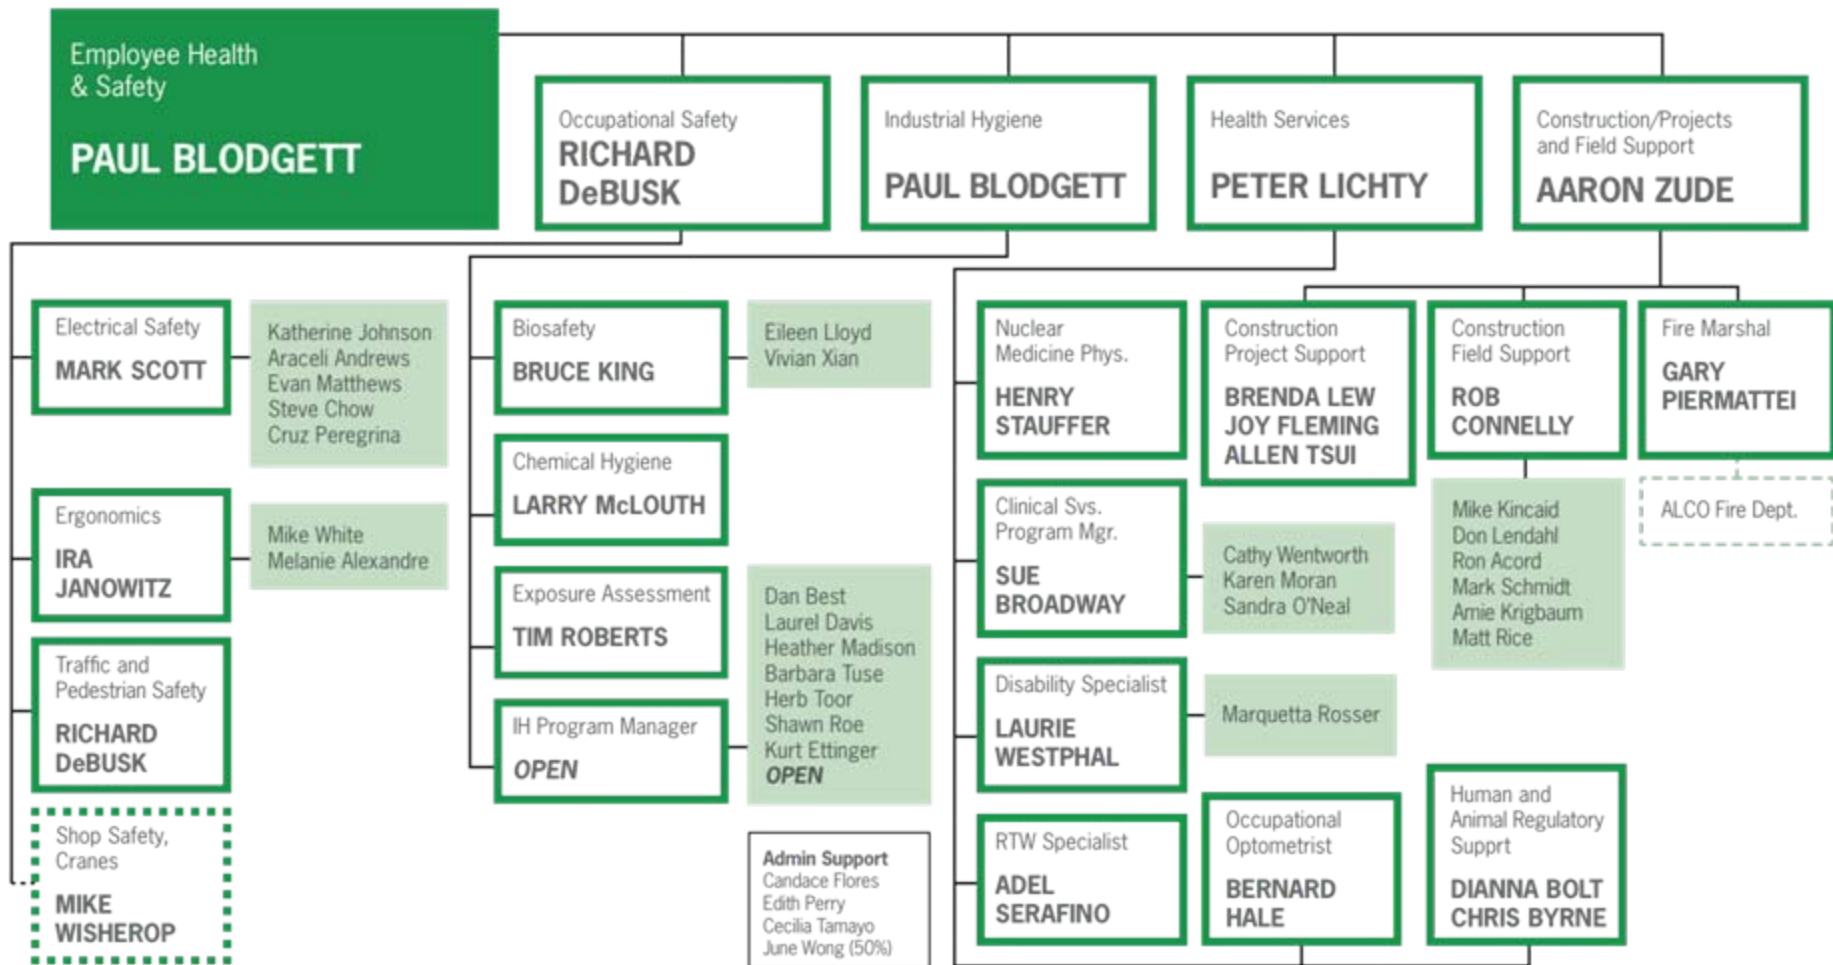 Employee Health
& Safety
PAUL BLODGETT
Occupational Safety
RICHARD
DeBUSK
Industrial Hygiene
PAUL BLODGETT
Health Services
PETER LICHTY
Construction/Projects
and Field Support
AARON ZUDE
Electrical Safety
MARK SCOTT
Katherine Johnson
Araceli Andrews
Evan Matthews
Steve Chow
Cruz Peregrina
Ergonomics
IRA
JANOWITZ
Mike White
Melanie Alexandre
Traffic and
Pedestrian Safety
RICHARD
DeBUSK
Shop Safety,
Cranes
MIKE
WISHEROP
Biosafety
BRUCE KING
Eileen Lloyd
Vivian Xian
Chemical Hygiene
LARRY McLOUTH
Exposure Assessment
TIM ROBERTS
IH Program Manager
OPEN
Dan Best
Laurel Davis
Heather Madison
Barbara Tuse
Herb Toor
Shawn Roe
Kurt Ettinger
OPEN
Admin Support
Candace Flores
Edith Perry
Cecilia Tamayo
June Wong (50%)
Nuclear
Medicine Phys.
HENRY
STAUFFER
Clinical Svs.
Program Mgr.
SUE
BROADWAY
Cathy Wentworth
Karen Moran
Sandra O'Neal
Disability Specialist
LAURIE
WESTPHAL
Marquetta Rosser
RTW Specialist
ADEL
SERAFINO
Occupational
Optometrist
BERNARD
HALE
Human and
Animal Regulatory
Supprt
DIANNA BOLT
CHRIS BYRNE
Construction
Project Support
BRENDA LEW
JOY FLEMING
ALLEN TSUI
Construction
Field Support
ROB
CONNELLY
Mike Kincaid
Don Lendahl
Ron Acord
Mark Schmidt
Arnie Krigbaum
Matt Rice
Fire Marshal
GARY
PIERMATTEI
ALCO Fire Dept.